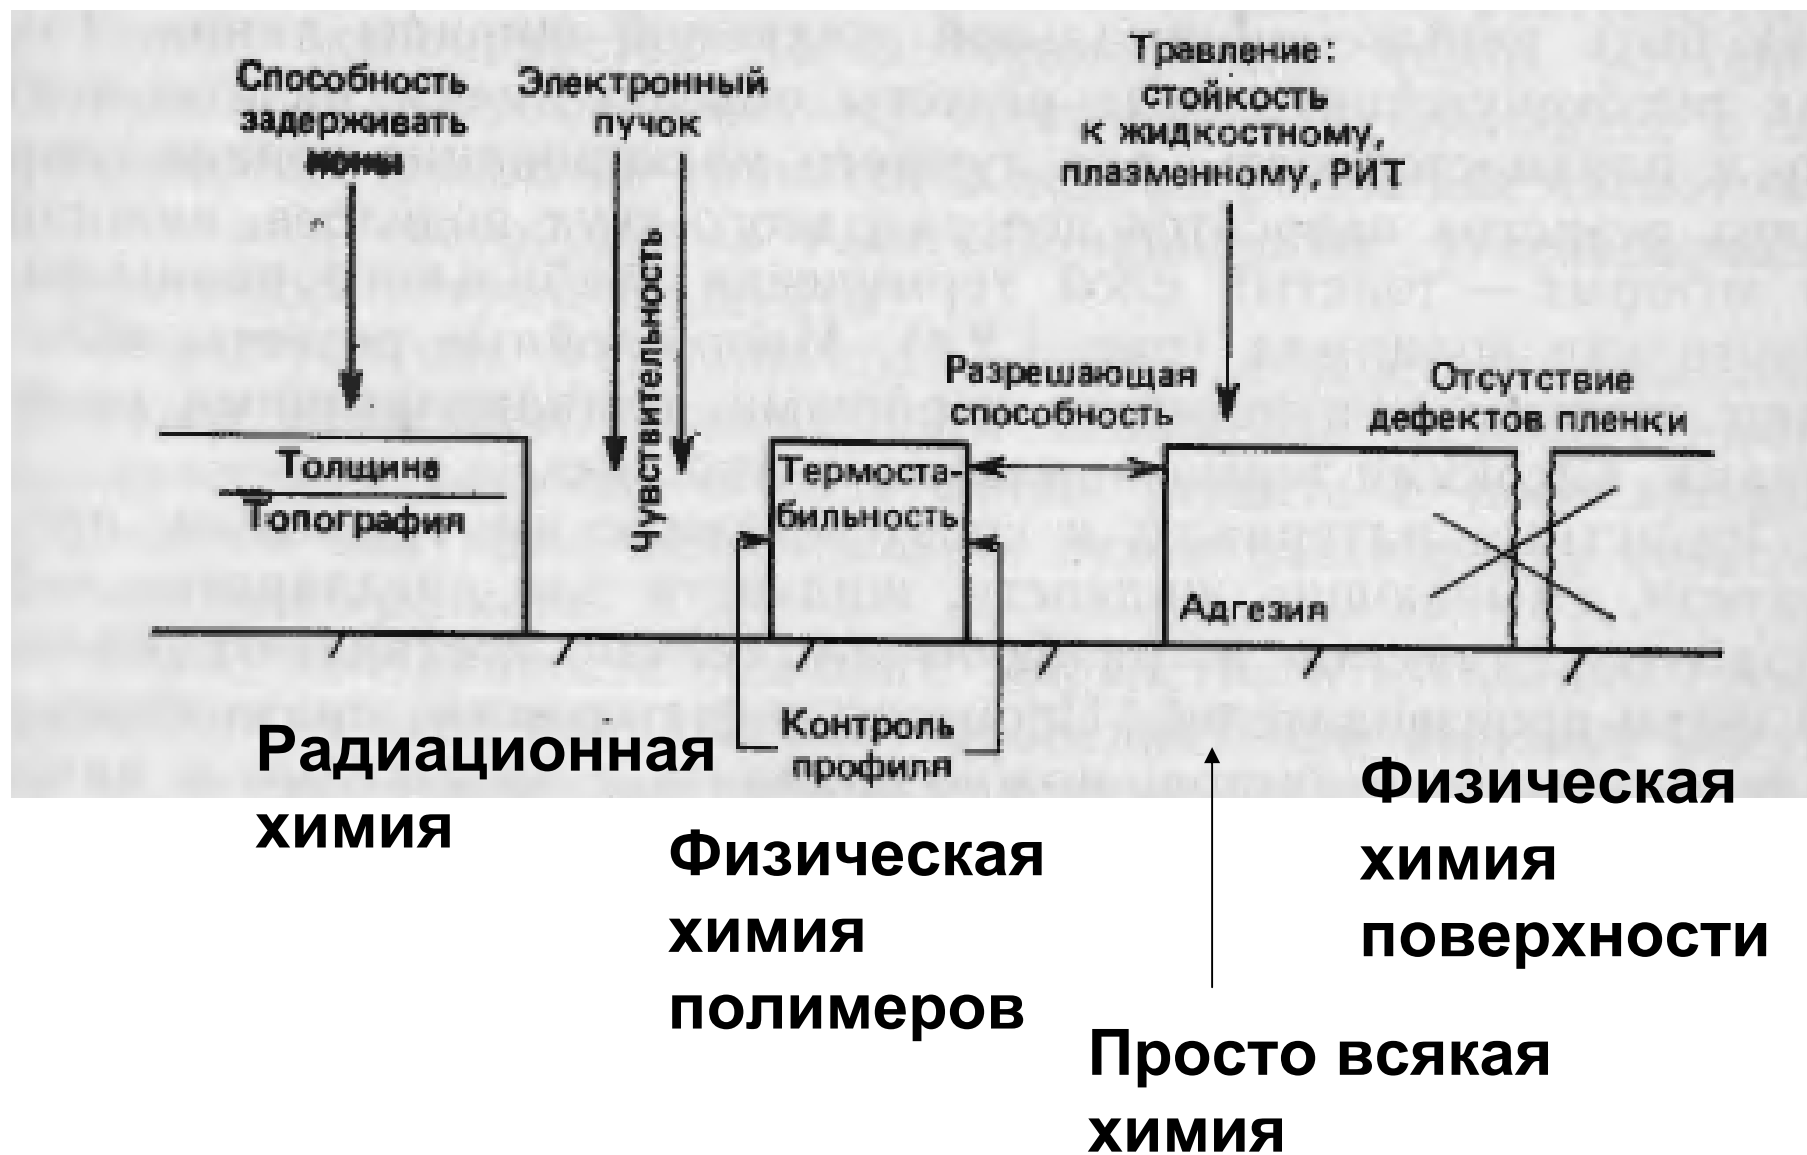 Способность
задерживать
ионы
Электронный
пучок
Травление:
стойкость
к жидкостному,
плазменному, РИТ
Чувствительность
Разрешающая
способность
Отсутствие
дефектов пленки
Толщина
Топография
Термоста-
бильность
Адгезия
Контроль
профиля
Радиационная
химия
Физическая
химия
полимеров
Физическая
химия
поверхности
Просто всякая
химия